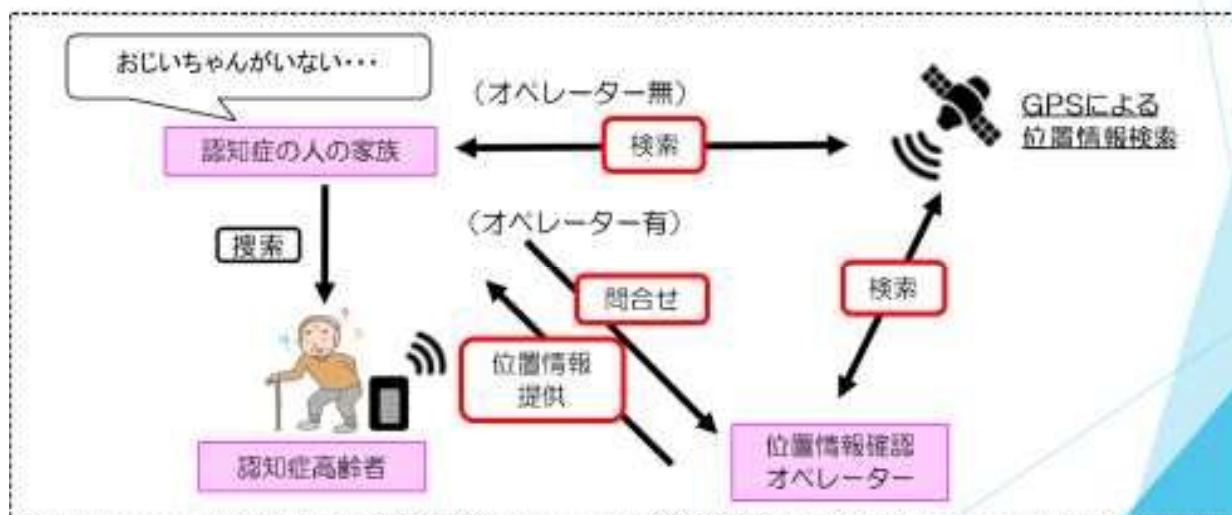 おじいちゃんがいない･･･
（オペレーター無）
GPSによる
位置情報検索
認知症の人の家族
検索
（オペレーター有）
捜索
問合せ
検索
位置情報
提供
認知症高齢者
位置情報確認
オペレーター